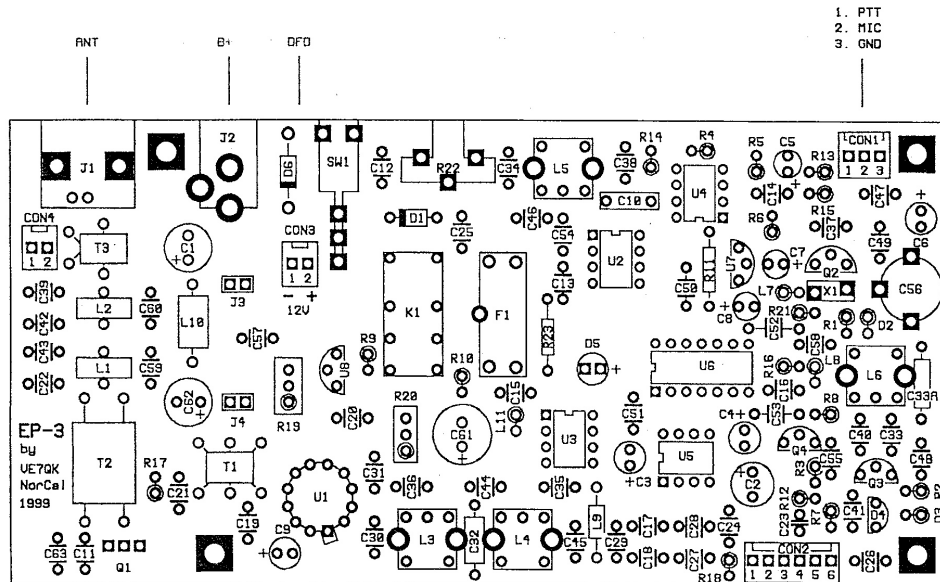 1. PTT
2. MIC
3. GND
ANT
B+
DFD
J1
J2
D6
SW1
C12
R22
C34
L5
C38
R14
R4
R5
C5
R13
CON1
1 2 3
U4
C14
C47
C10
CON4
1 2
T3
C1
CON3
1 2
- +
12V
D1
C25
C46
C54
R6
R15
C37
C49
C6
C39
L2
C60
J3
L10
K1
F1
C13
U2
C50
R11
U7
C7
Q2
L7
X1
C56
C42
C43
C57
R9
R23
C8
R21
C52
R1
D2
C58
L1
C59
C22
U8
R10
D5
U6
R16
L8
L6
C33A
C62
J4
R19
C20
R20
C15
L11
C61
C51
C16
C53
R8
C4
EP-3
by
VE7QK
NorCal
1999
T2
R17
C21
T1
U1
C31
C36
C44
U3
C35
C3
U5
C2
Q4
R3
C55
C40
C33
C48
Q3
R2
D3
C19
C9
C30
L3
C32
L4
C45
L9
C29
C17
C28
C24
C23
R12
R7
C41
D4
C63
C11
Q1
C18
C27
R18
CON2
1 2 3 4 5 6
C26